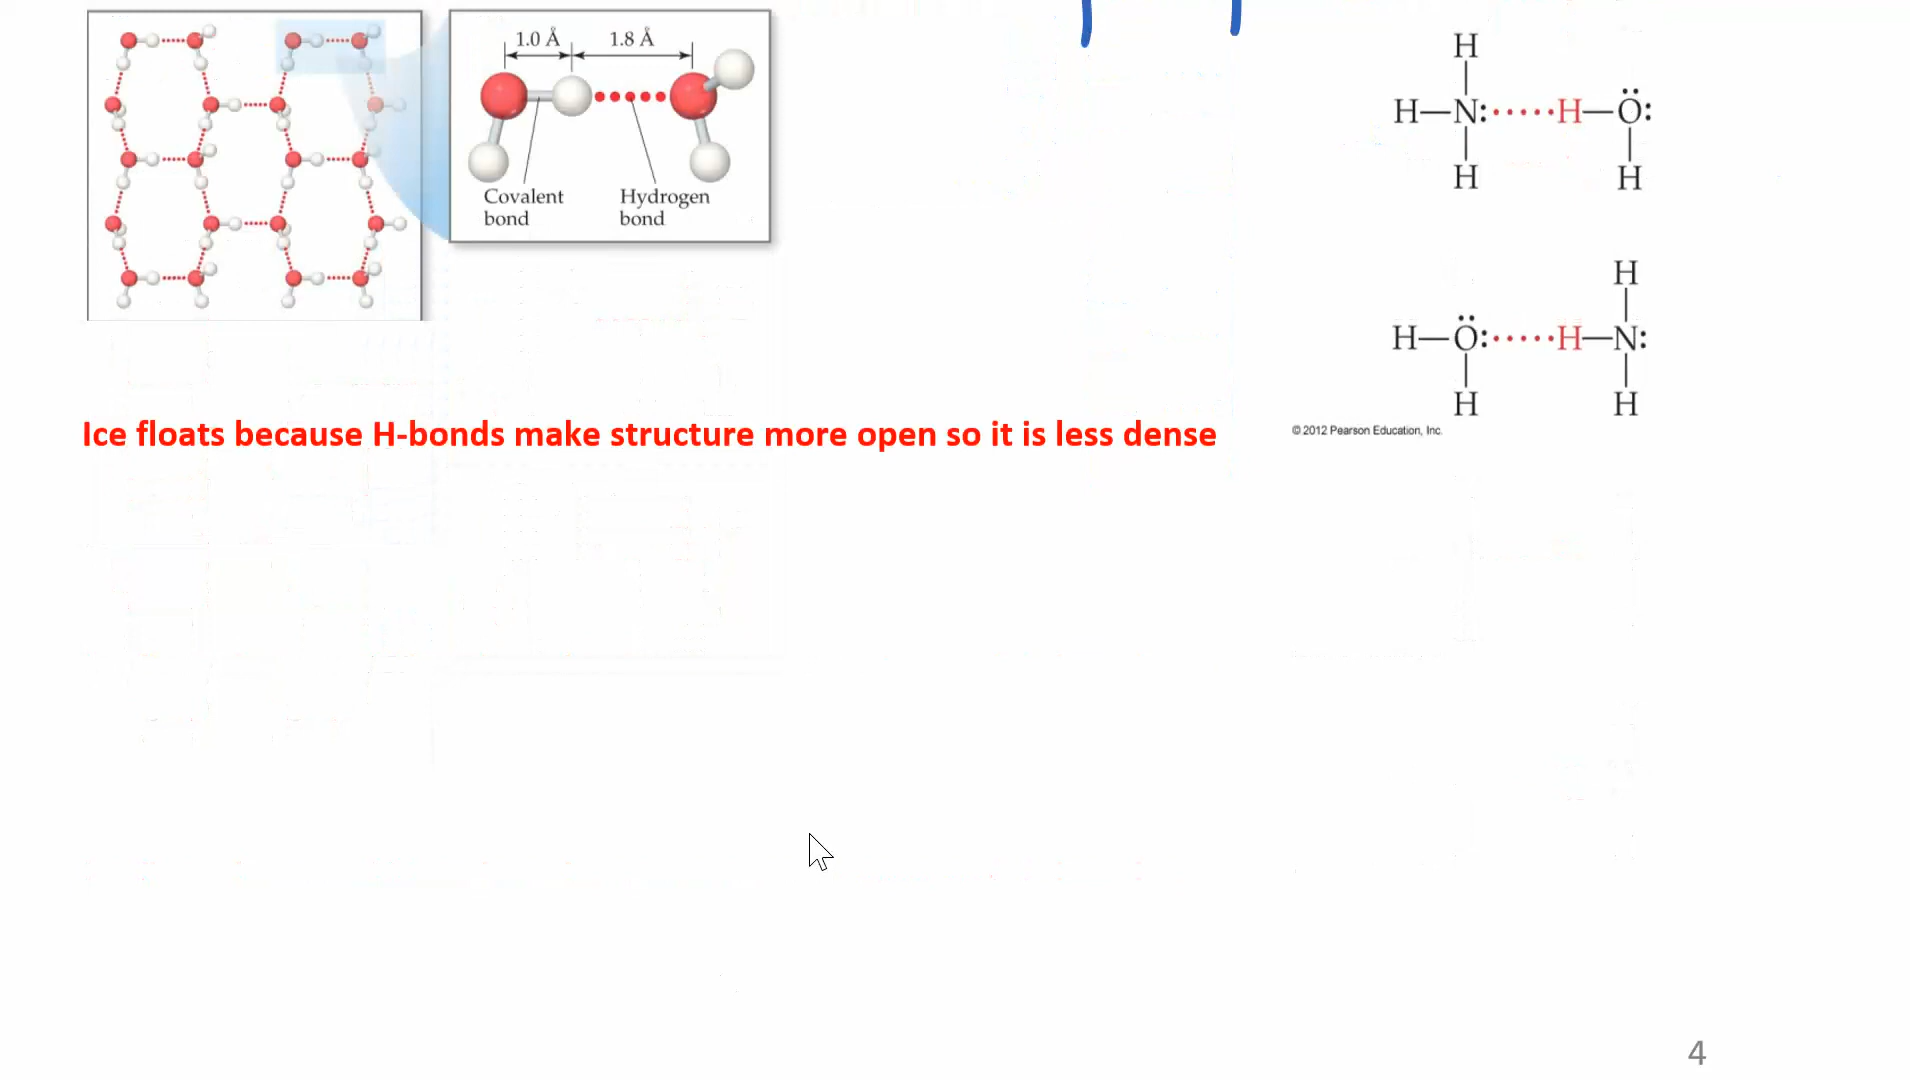 1.0 Å 1.8 Å
Covalent bond
Hydrogen bond
H
H—N:·····H—Ö:
H H
H
H—Ö:·····H—N:
H H
Ice floats because H-bonds make structure more open so it is less dense
© 2012 Pearson Education, Inc.
4